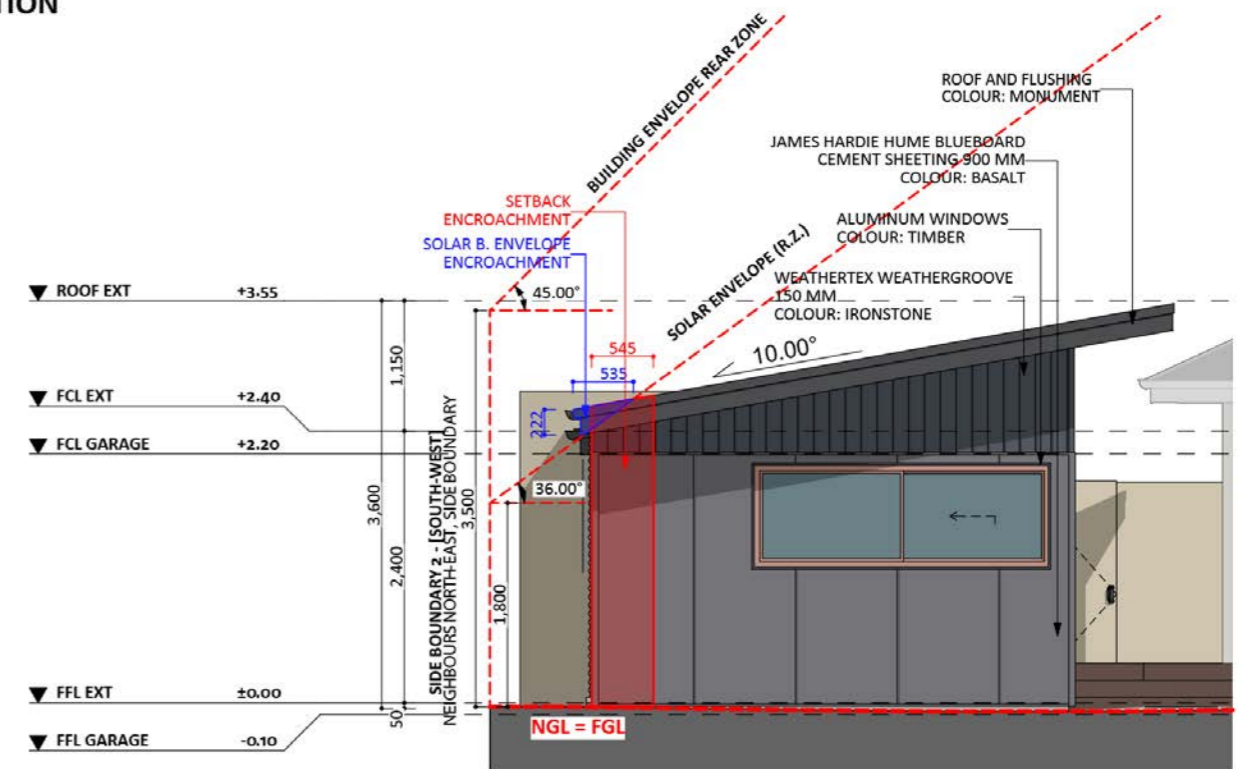 TION
BUILDING ENVELOPE REAR ZONE
ROOF AND FLUSHING
COLOUR: MONUMENT
JAMES HARDIE HUME BLUEBOARD
CEMENT SHEETING 900 MM
COLOUR: BASALT
SETBACK
ENCROACHMENT
SOLAR B. ENVELOPE
ENCROACHMENT
ALUMINUM WINDOWS
COLOUR: TIMBER
SOLAR ENVELOPE (R.Z.)
WEATHERTEX WEATHERGROOVE
150 MM
COLOUR: IRONSTONE
ROOF EXT +3.55
45.00°
545
10.00°
535
1,150
FCL EXT +2.40
222
FCL GARAGE +2.20
36.00°
3,600
3,500
2,400
1,800
SIDE BOUNDARY 2 - [SOUTH-WEST]
NEIGHBOURS NORTH-EAST, SIDE BOUNDARY
FFL EXT ±0.00
50
NGL = FGL
FFL GARAGE -0.10